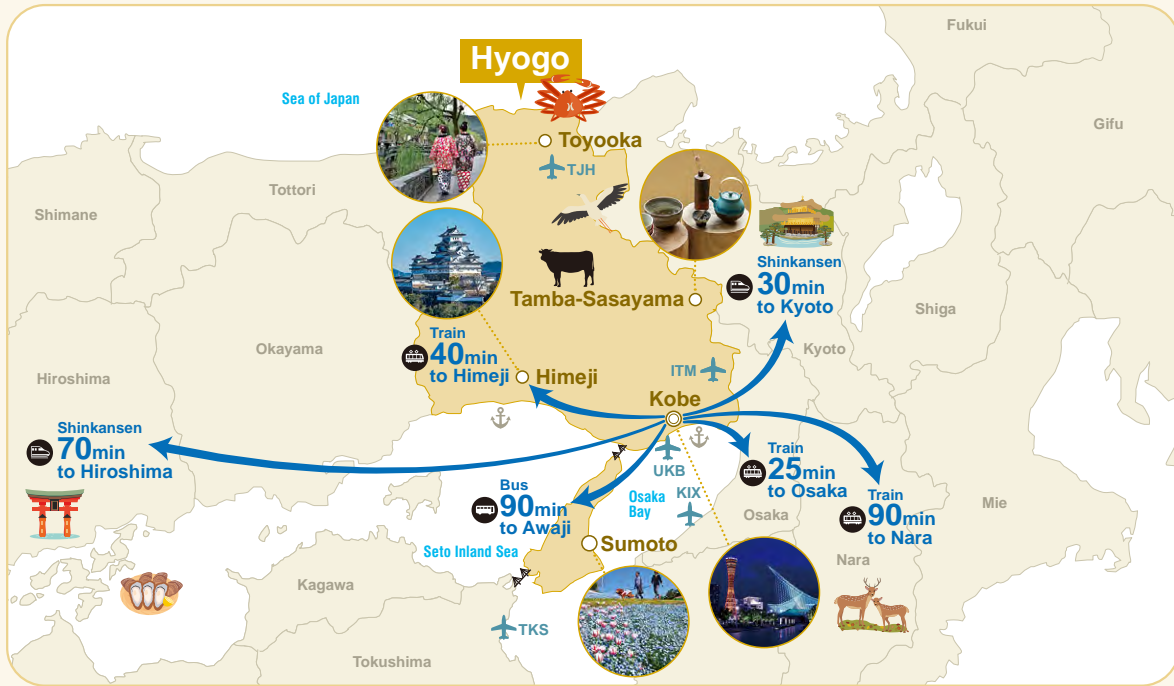 Fukui
Hyogo
Sea of Japan
Gifu
Toyooka
TJH
Tottori
Shimane
Shinkansen
30min
to Kyoto
Tamba-Sasayama
Shiga
Train
40min
to Himeji
Okayama
Kyoto
Hiroshima
ITM
Himeji
Kobe
Shinkansen
70min
to Hiroshima
UKB
Train
25min
to Osaka
Bus
90min
to Awaji
Osaka
Bay
KIX
Train
90min
to Nara
Osaka
Mie
Seto Inland Sea
Sumoto
Nara
Kagawa
TKS
Tokushima